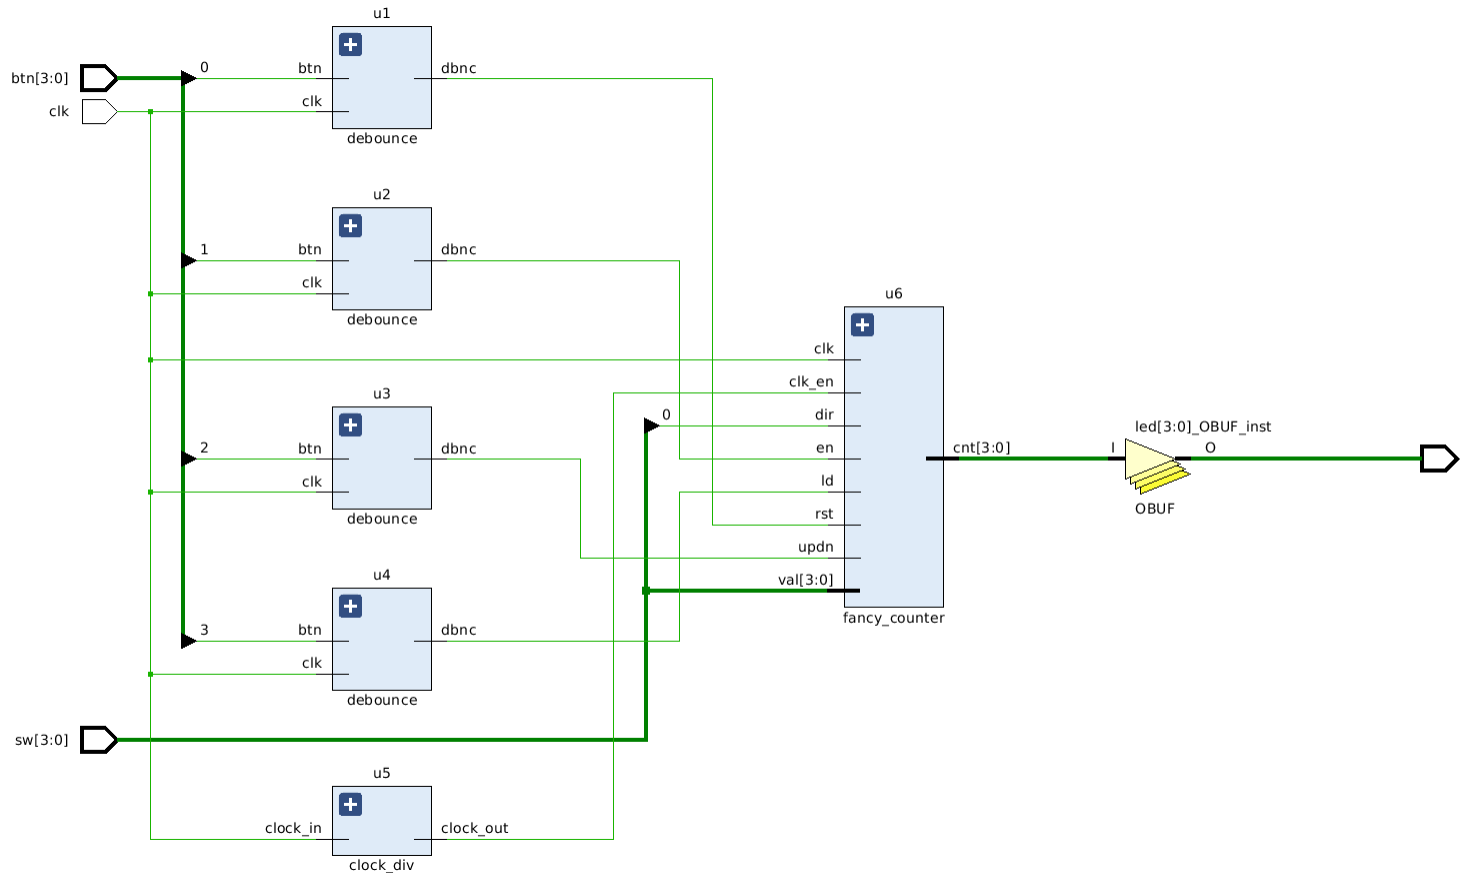 u1
btn[3:0]
0
btn
dbnc
clk
clk
debounce
u2
1
btn
dbnc
clk
debounce
u3
2
btn
dbnc
clk
debounce
u4
3
btn
dbnc
clk
debounce
sw[3:0]
u5
clock_in
clock_out
clock_div
u6
clk
clk_en
0
dir
en
ld
rst
updn
val[3:0]
cnt[3:0]
fancy_counter
led[3:0]_OBUF_inst
I
O
OBUF